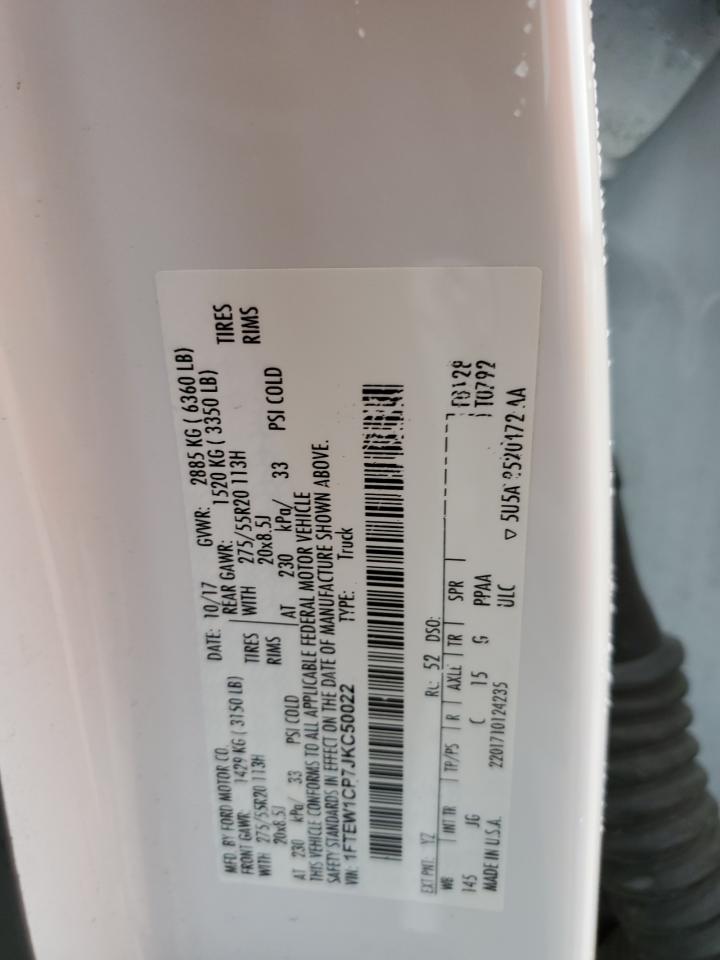 MFD. BY FORD MOTOR CO. DATE: 10/17 GVWR: 2885 KG ( 6360 LB)
FRONT GAWR: 1429 KG ( 3150 LB) REAR GAWR: 1520 KG ( 3350 LB)
WITH 275/55R20 113H TIRES WITH 275/55R20 113H TIRES
20x8.5J RIMS 20x8.5J RIMS
AT 230 kPa/ 33 PSI COLD AT 230 kPa/ 33 PSI COLD
THIS VEHICLE CONFORMS TO ALL APPLICABLE FEDERAL MOTOR VEHICLE
SAFETY STANDARDS IN EFFECT ON THE DATE OF MANUFACTURE SHOWN ABOVE.
VIN: 1FTEW1CP7JKC50022 TYPE: Truck
EXT PNT: YZ RC: 52 DSO:
WB INT TR TP/PS R AXLE TR SPR
145 JG C 15 G PPAA T0792
MADE IN U.S.A. 2201710124235 ULC